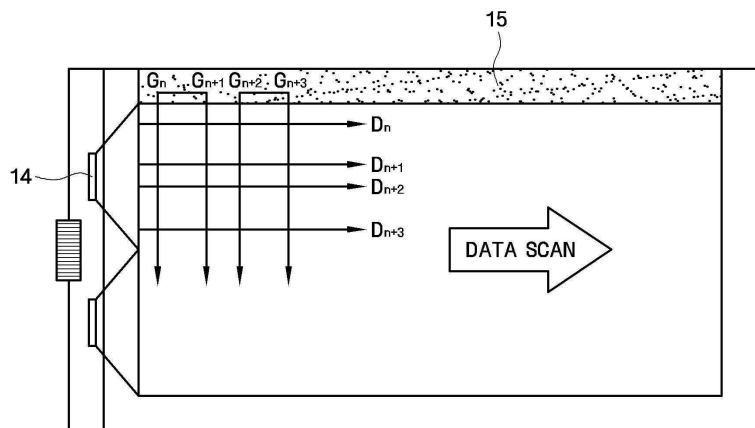 15
Gn Gn+1 Gn+2 Gn+3
Dn
14
Dn+1
Dn+2
Dn+3
DATA SCAN